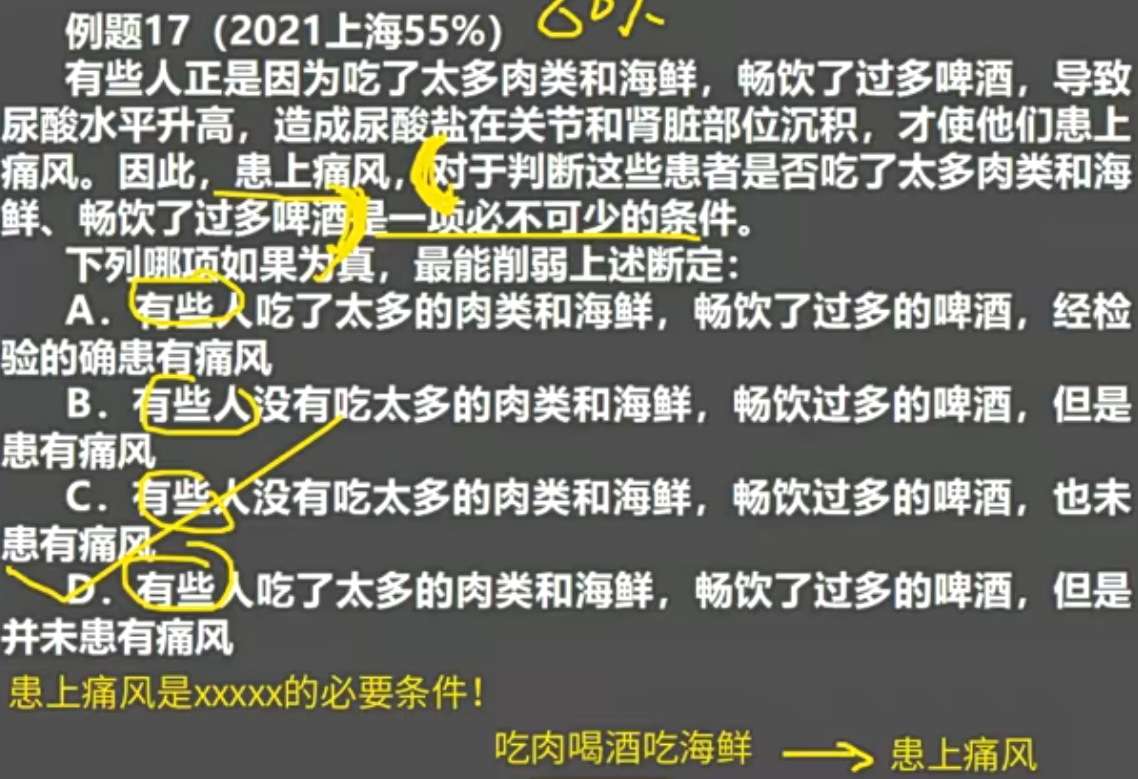 例题17（2021上海55%） 80%
有些人正是因为吃了太多肉类和海鲜，畅饮了过多啤酒，导致
尿酸水平升高，造成尿酸盐在关节和肾脏部位沉积，才使他们患上
痛风。因此，患上痛风，对于判断这些患者是否吃了太多肉类和海
鲜、畅饮了过多啤酒是一项必不可少的条件。
下列哪项如果为真，最能削弱上述断定：
A．有些人吃了太多的肉类和海鲜，畅饮了过多的啤酒，经检
验的确患有痛风
B．有些人没有吃太多的肉类和海鲜，畅饮过多的啤酒，但是
患有痛风
C．有些人没有吃太多的肉类和海鲜，畅饮过多的啤酒，也未
患有痛风
D．有些人吃了太多的肉类和海鲜，畅饮了过多的啤酒，但是
并未患有痛风
患上痛风是xxxxx的必要条件！
吃肉喝酒吃海鲜 → 患上痛风